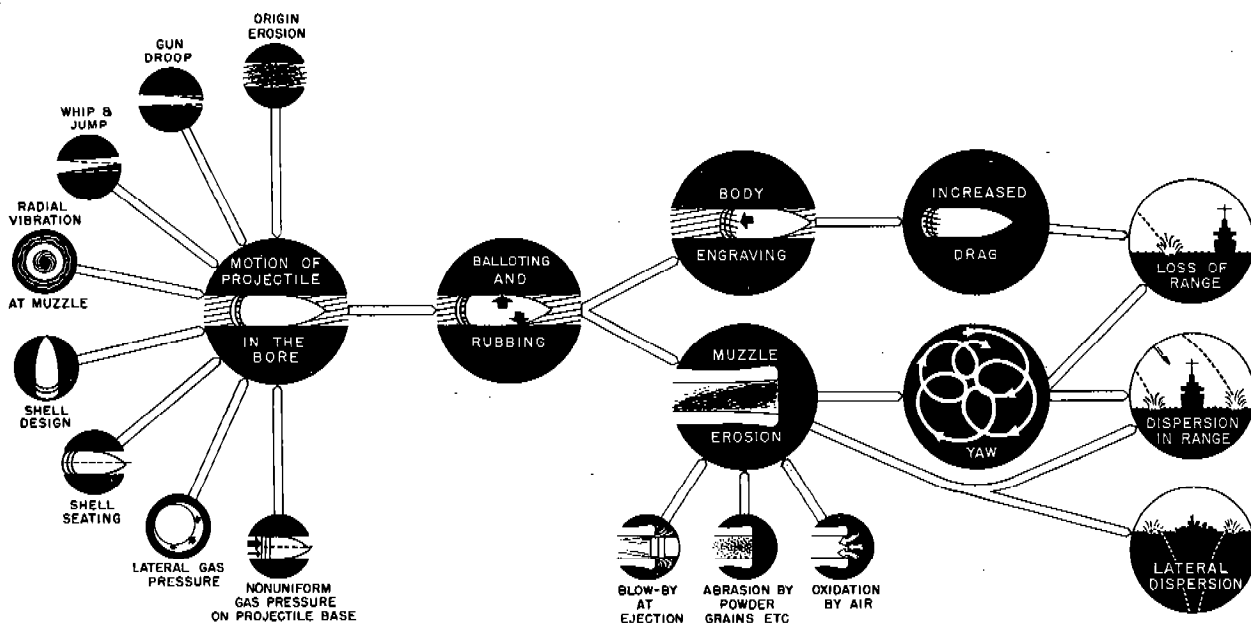 ORIGIN
EROSION
GUN
DROOP
WHIP &
JUMP
RADIAL
VIBRATION
AT MUZZLE
SHELL
DESIGN
SHELL
SEATING
LATERAL GAS
PRESSURE
NONUNIFORM
GAS PRESSURE
ON PROJECTILE BASE
MOTION OF
PROJECTILE
IN THE
BORE
BALLOTING
AND
RUBBING
BODY
ENGRAVING
INCREASED
DRAG
LOSS OF
RANGE
MUZZLE
EROSION
YAW
DISPERSION
IN RANGE
BLOW-BY
AT
EJECTION
ABRASION BY
POWDER
GRAINS ETC
OXIDATION
BY AIR
LATERAL
DISPERSION